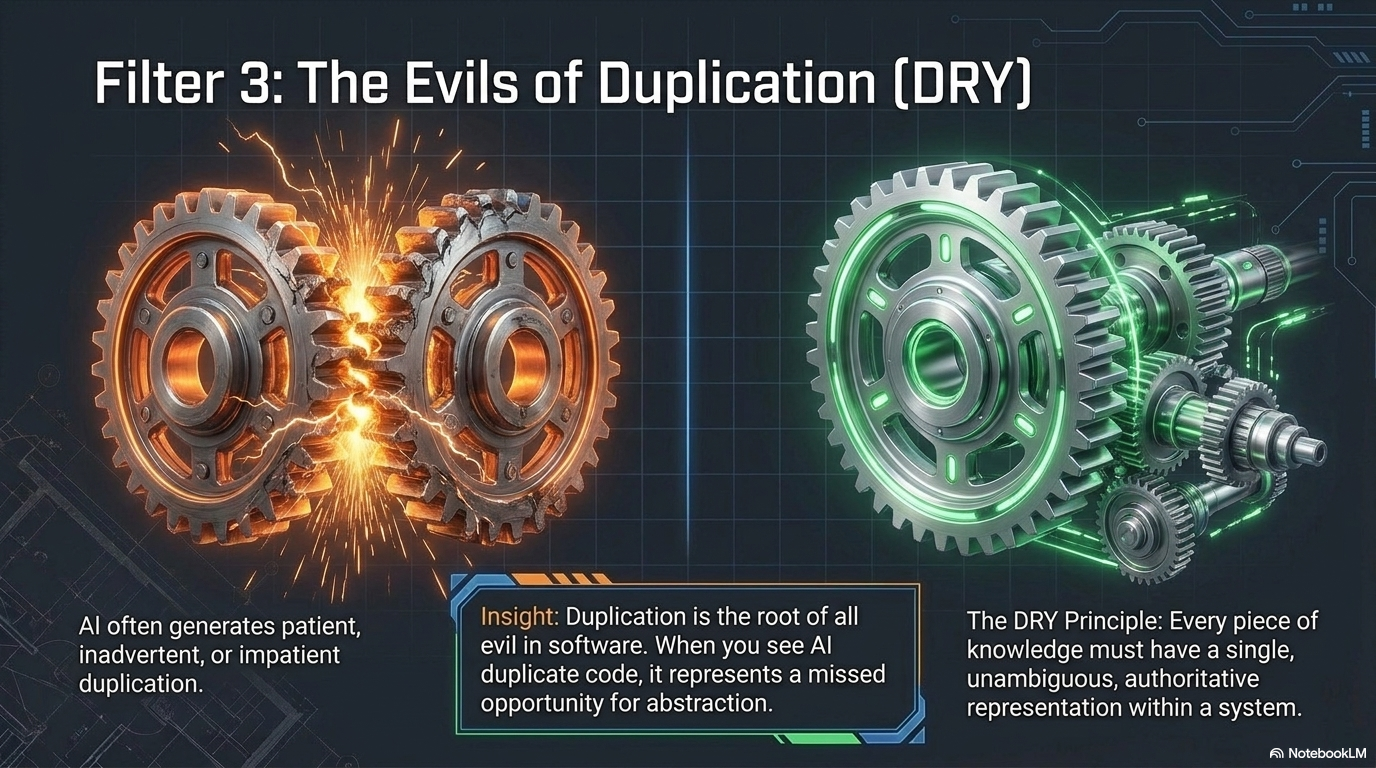 Filter 3: The Evils of Duplication (DRY)
AI often generates patient,
inadvertent, or impatient
duplication.
Insight: Duplication is the root of all
evil in software. When you see AI
duplicate code, it represents a missed
opportunity for abstraction.
The DRY Principle: Every piece of
knowledge must have a single,
unambiguous, authoritative
representation within a system.
NotebookLM